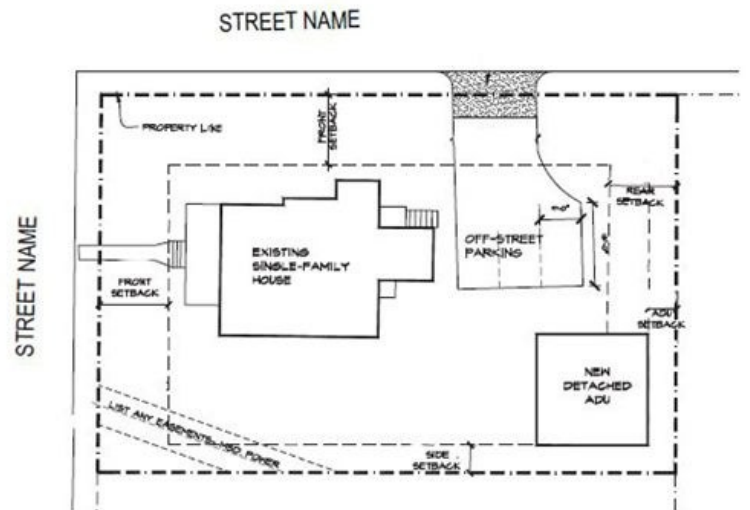 STREET NAME
PROPERTY LINE
FRONT
SETBACK
REAR
SETBACK
STREET NAME
EXISTING
SINGLE-FAMILY
HOUSE
OFF-STREET
PARKING
FRONT
SETBACK
ADU
SETBACK
NEW
DETACHED
ADU
LIST ANY EASEMENTS,
POWER
SIDE
SETBACK